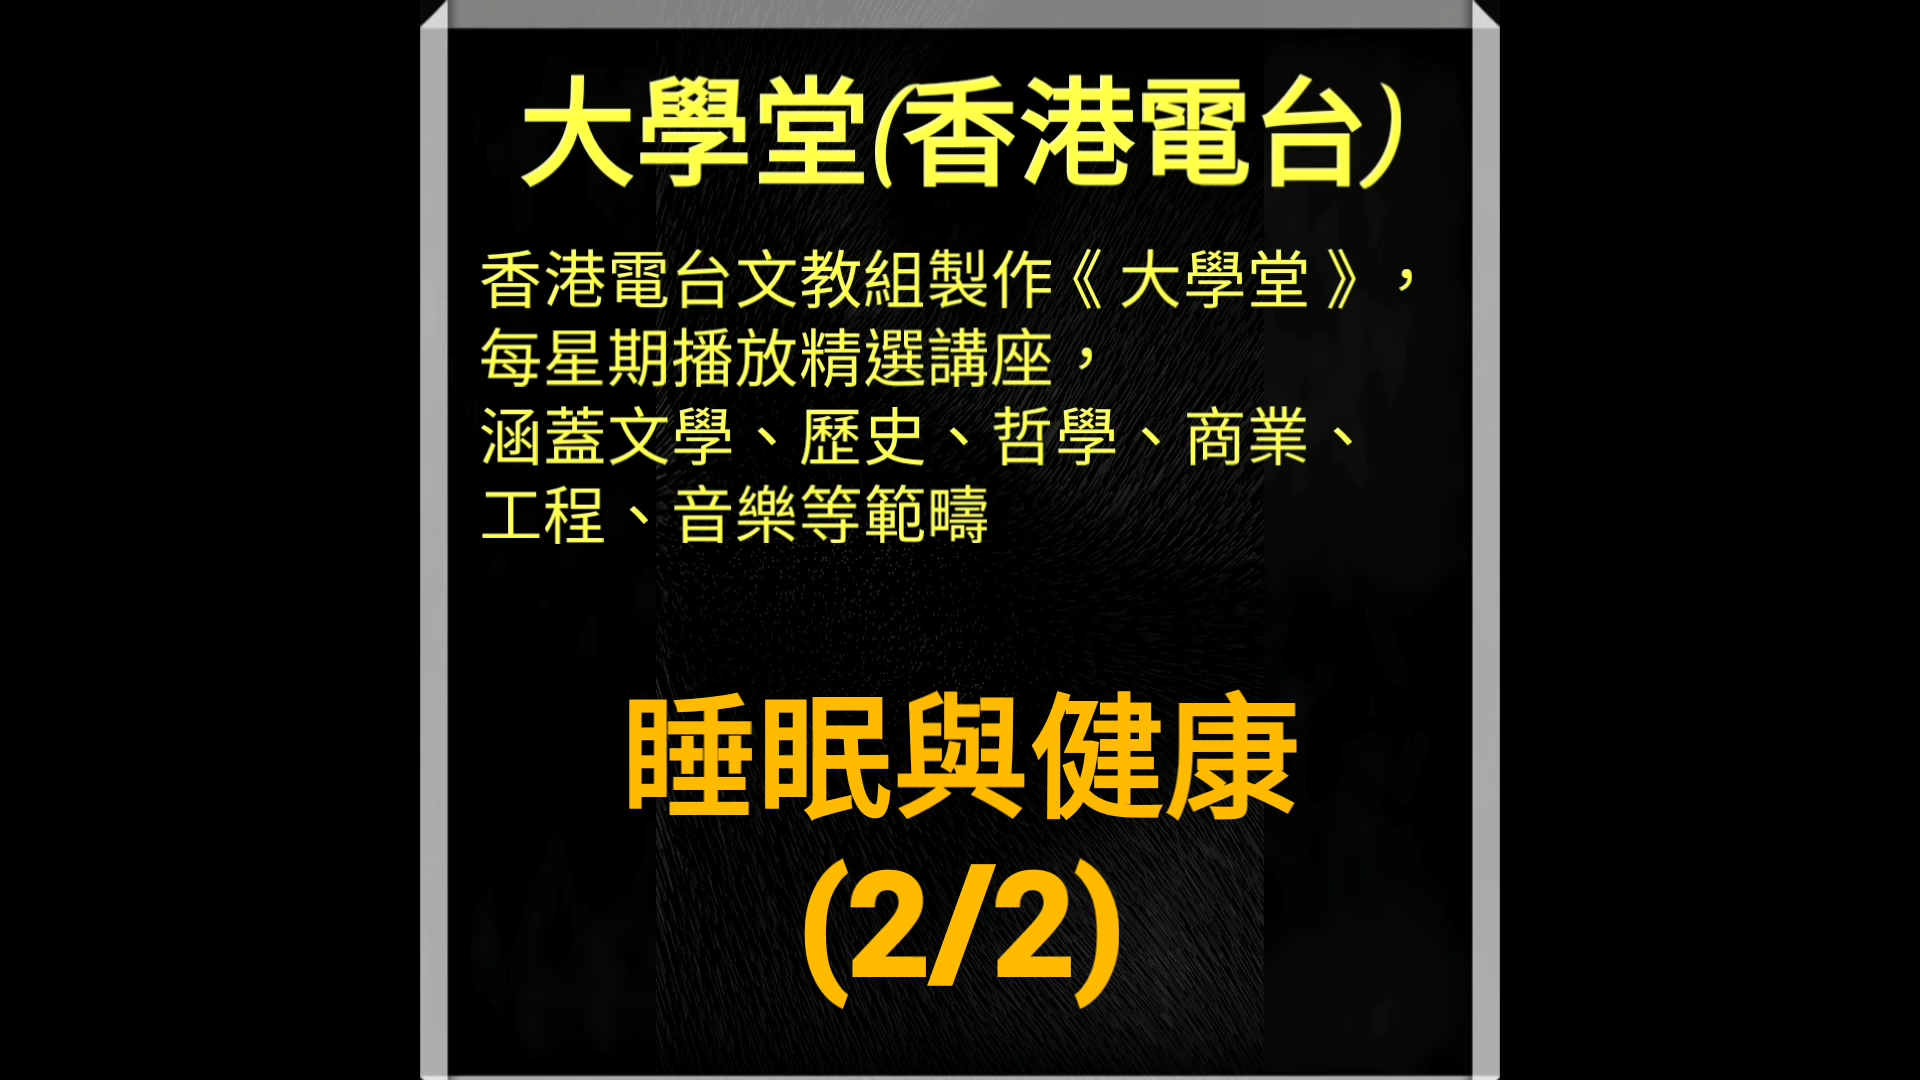 大學堂(香港電台)
香港電台文教組製作《 大學堂 》，
每星期播放精選講座，
涵蓋文學、歷史、哲學、商業、
工程、音樂等範疇
睡眠與健康
(2/2)